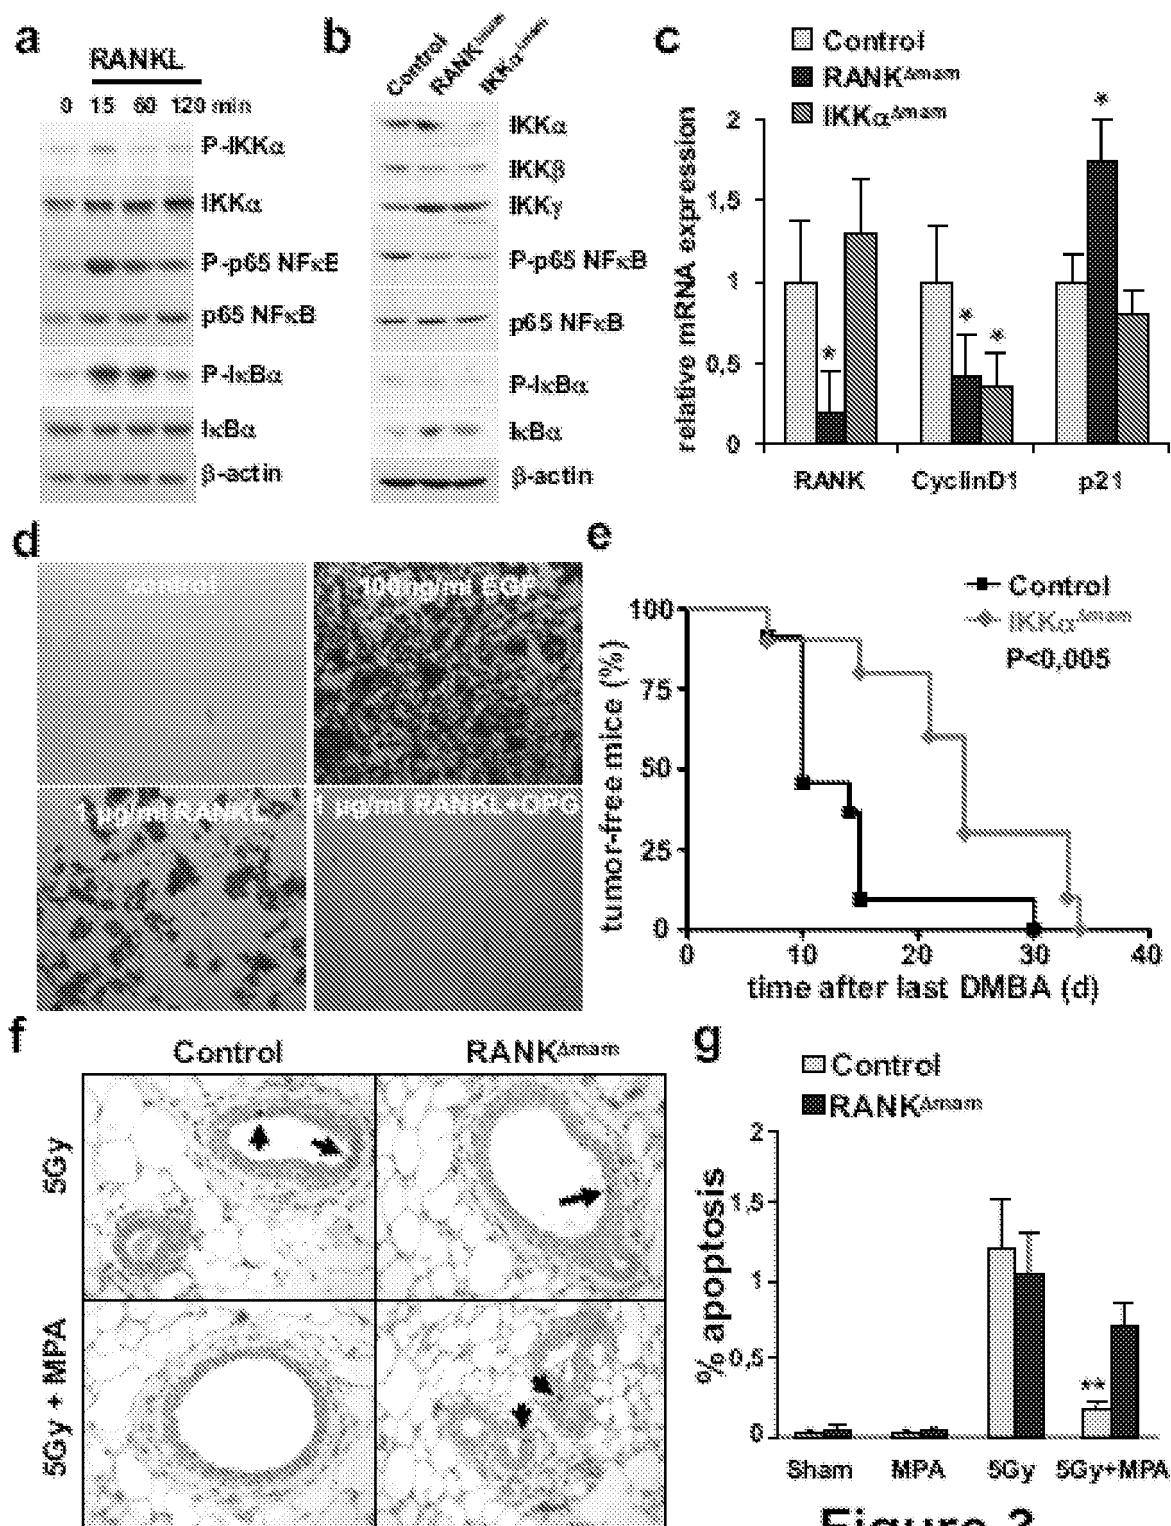 a
RANKL
0 15 60 120 min
P-IKKα
IKKα
P-p65 NFκE
p65 NFκB
P-IκBα
IκBα
β-actin
b
Control
RANKΔmam
IKKαΔmam
IKKα
IKKβ
IKKγ
P-p65 NFκB
p65 NFκB
P-IκBα
IκBα
β-actin
c
Control
RANKΔmam
IKKαΔmam
relative mRNA expression
2
1,5
1
0,5
0
*
*
*
*
RANK CyclinD1 p21
d
control
100ng/ml EGF
1 µg/ml RANKL
1 µg/ml RANKL+OPG
e
Control
IKKαΔmam
P<0,005
tumor-free mice (%)
100
75
50
25
0
0 10 20 30 40
time after last DMBA (d)
f
Control RANKΔmam
5Gy
5Gy + MPA
g
Control
RANKΔmam
% apoptosis
2
1,5
1
0,5
0
**
Sham MPA 5Gy 5Gy+MPA
Figure 3